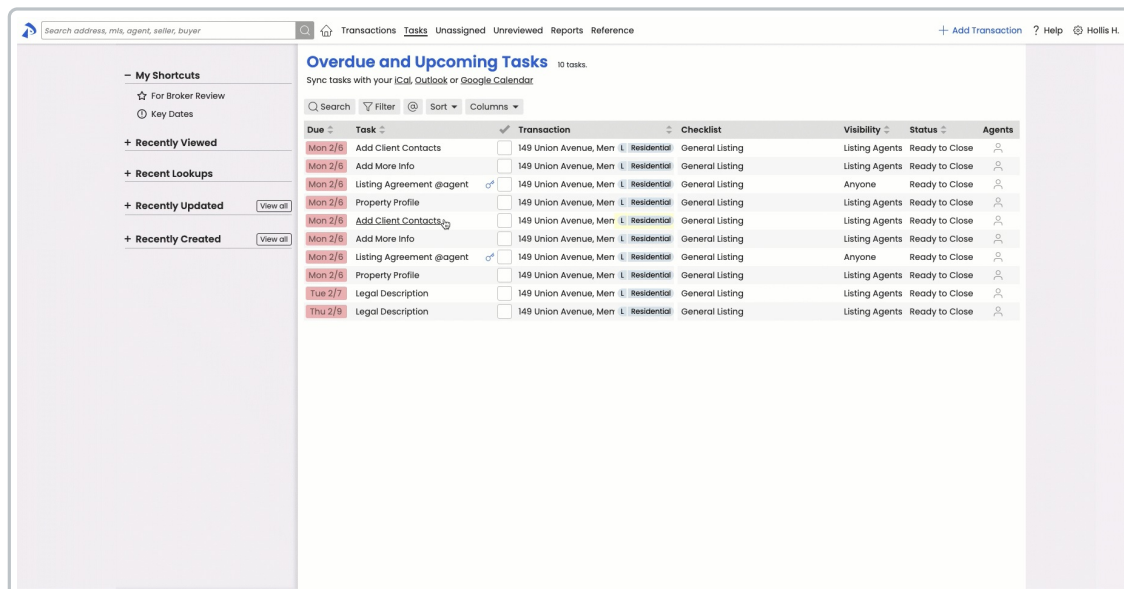 Search address, mls, agent, seller, buyer
Transactions Tasks Unassigned Unreviewed Reports Reference
+ Add Transaction ? Help Hollis H.
– My Shortcuts
For Broker Review
Key Dates
+ Recently Viewed
+ Recent Lookups
+ Recently Updated View all
+ Recently Created View all
Overdue and Upcoming Tasks 10 tasks.
Sync tasks with your iCal, Outlook or Google Calendar
Search Filter @ Sort Columns
Due Task Transaction Checklist Visibility Status Agents
Mon 2/6 Add Client Contacts 149 Union Avenue, Mem L Residential General Listing Listing Agents Ready to Close
Mon 2/6 Add More Info 149 Union Avenue, Mem L Residential General Listing Listing Agents Ready to Close
Mon 2/6 Listing Agreement @agent 149 Union Avenue, Mem L Residential General Listing Anyone Ready to Close
Mon 2/6 Property Profile 149 Union Avenue, Mem L Residential General Listing Listing Agents Ready to Close
Mon 2/6 Add Client Contacts 149 Union Avenue, Mem L Residential General Listing Listing Agents Ready to Close
Mon 2/6 Add More Info 149 Union Avenue, Mem L Residential General Listing Listing Agents Ready to Close
Mon 2/6 Listing Agreement @agent 149 Union Avenue, Mem L Residential General Listing Anyone Ready to Close
Mon 2/6 Property Profile 149 Union Avenue, Mem L Residential General Listing Listing Agents Ready to Close
Tue 2/7 Legal Description 149 Union Avenue, Mem L Residential General Listing Listing Agents Ready to Close
Thu 2/9 Legal Description 149 Union Avenue, Mem L Residential General Listing Listing Agents Ready to Close